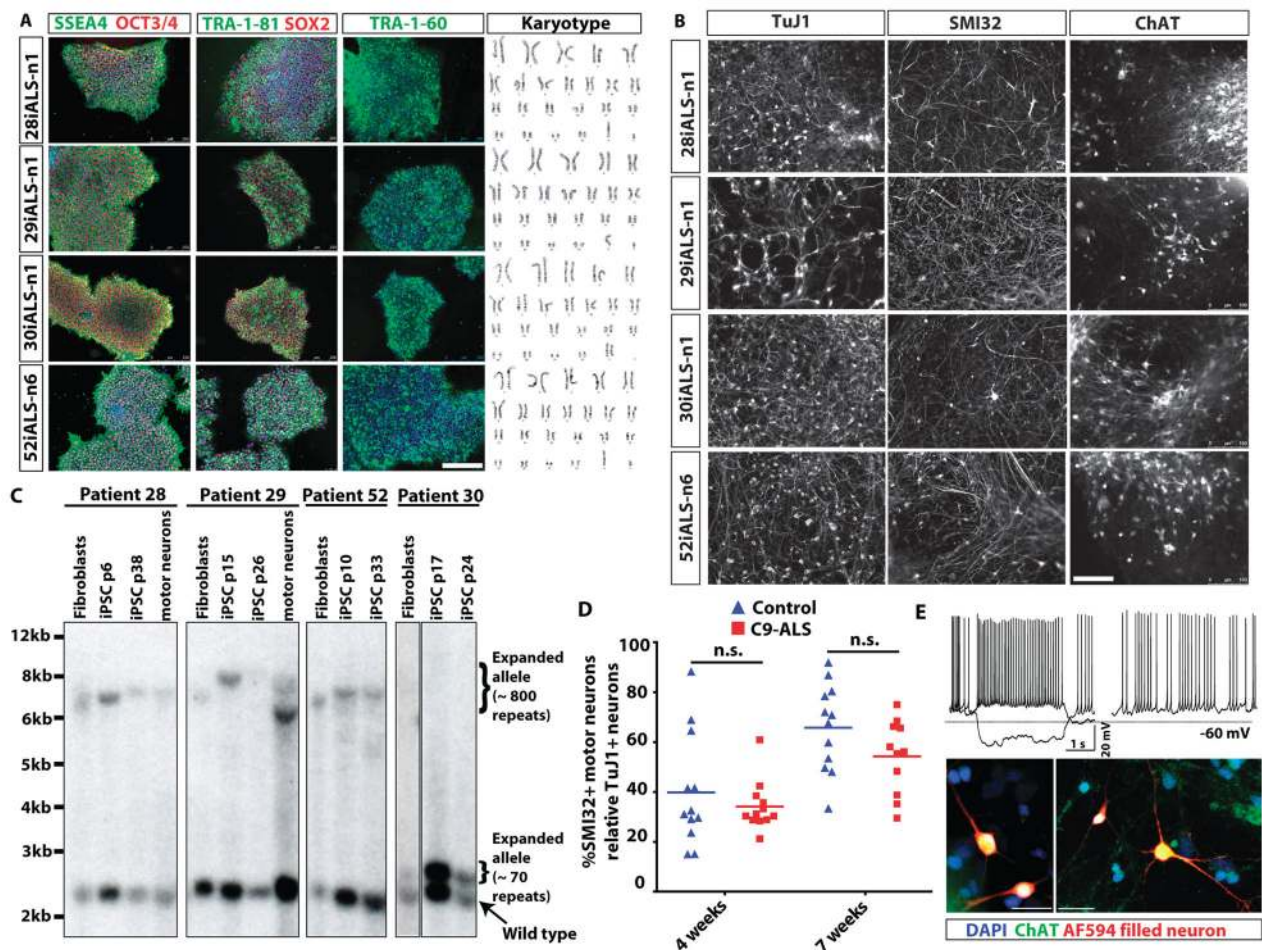 A
SSEA4 OCT3/4
TRA-1-81 SOX2
TRA-1-60
Karyotype
28iALS-n1
29iALS-n1
30iALS-n1
52iALS-n6
B
TuJ1
SMI32
ChAT
28iALS-n1
29iALS-n1
30iALS-n1
52iALS-n6
C
Patient 28
Patient 29
Patient 52
Patient 30
Fibroblasts
iPSC p6
iPSC p38
motor neurons
Fibroblasts
iPSC p15
iPSC p26
motor neurons
Fibroblasts
iPSC p10
iPSC p33
Fibroblasts
iPSC p17
iPSC p24
12kb
8kb
6kb
4kb
3kb
2kb
Expanded
allele
(~ 800
repeats)
Expanded
allele
(~ 70
repeats)
Wild type
D
Control
C9-ALS
%SMI32+ motor neurons
relative TuJ1+ neurons
100
80
60
40
20
0
n.s.
n.s.
4 weeks
7 weeks
E
1 s
20 mV
-60 mV
DAPI ChAT AF594 filled neuron